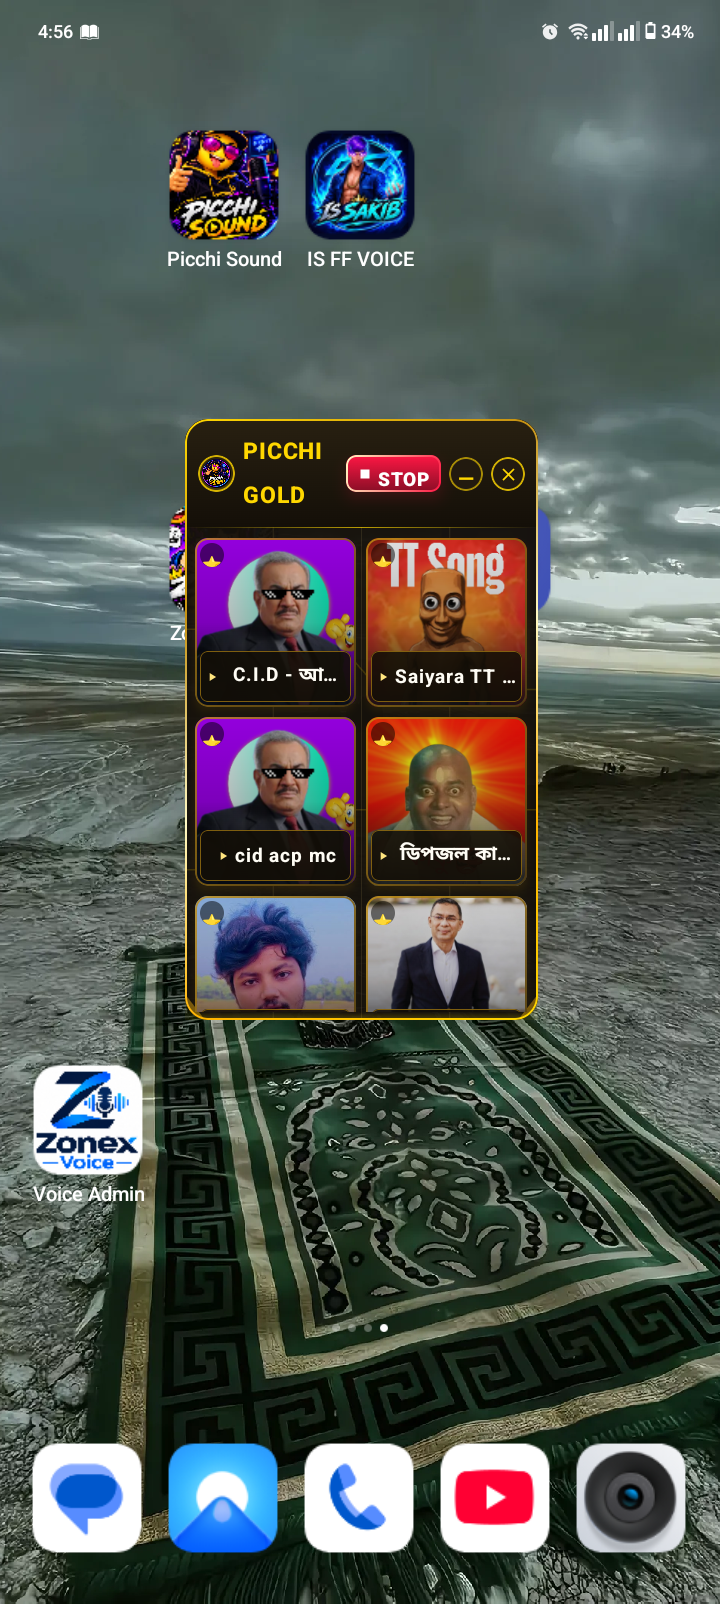 4:56
34%
PICCHI
SOUND
IS SAKIB
Picchi Sound
IS FF VOICE
PICCHI
GOLD
STOP
TT Song
C.I.D - আ...
Saiyara TT ...
cid acp mc
ডিপজল কা...
Zonex
Voice
Voice Admin